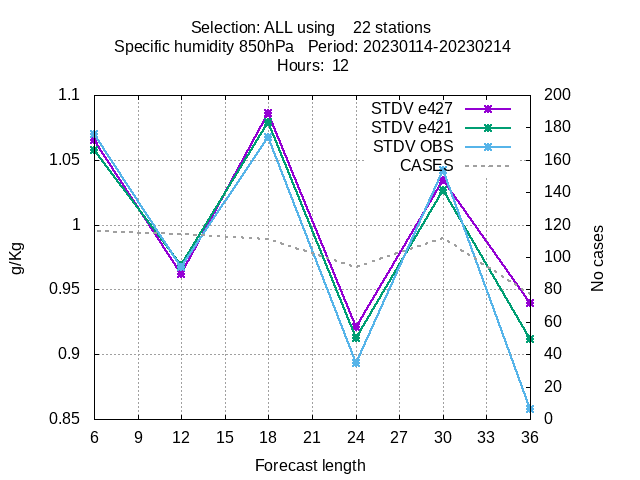 Selection: ALL using    22 stations
Specific humidity 850hPa   Period: 20230114-20230214
Hours:  12
1.1
1.05
1
0.95
0.9
0.85
g/Kg
STDV e427
STDV e421
STDV OBS
CASES
200
180
160
140
120
100
80
60
40
20
0
No cases
6 9 12 15 18 21 24 27 30 33 36
Forecast length